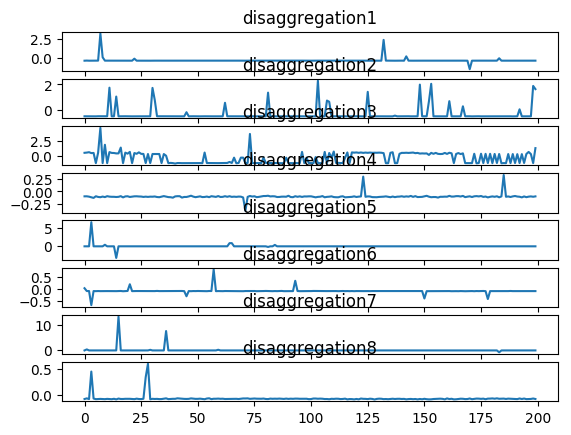 disaggregation1
2.5
0.0
disaggregation2
2
0
disaggregation3
2.5
0.0
disaggregation4
0.25
0.00
−0.25
disaggregation5
5
0
disaggregation6
0.5
0.0
−0.5
disaggregation7
10
0
disaggregation8
0.5
0.0
0 25 50 75 100 125 150 175 200